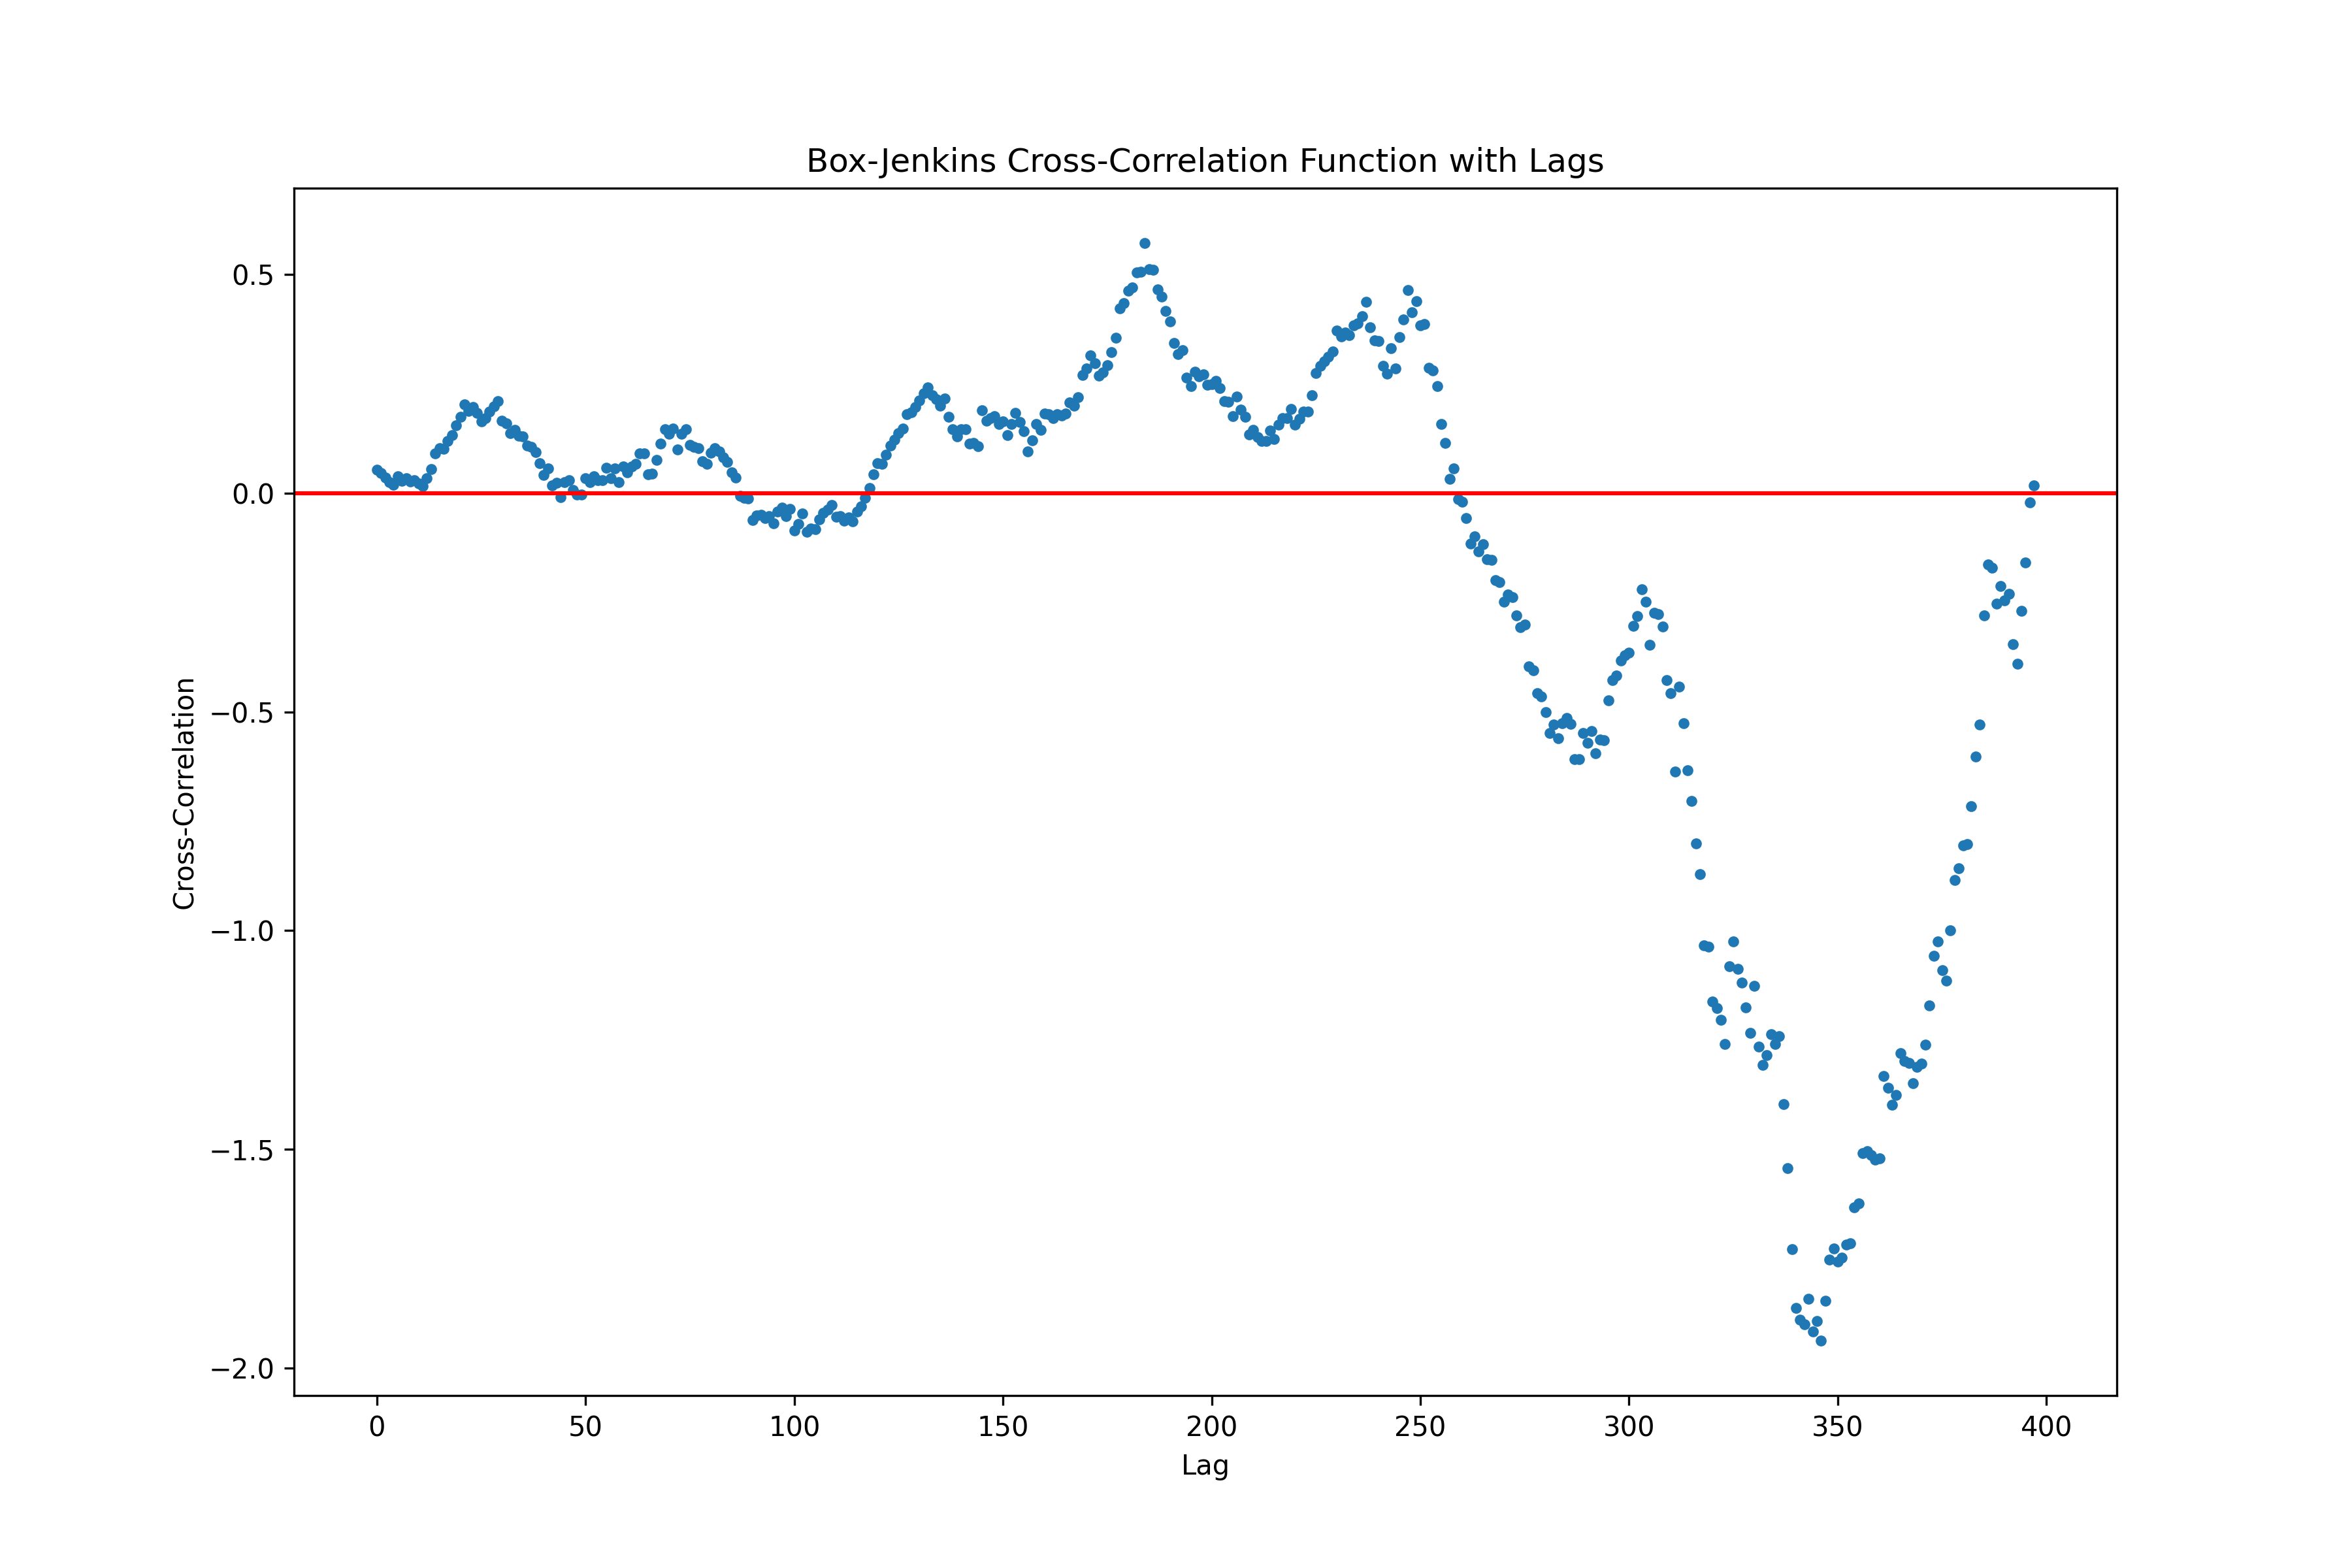 Box-Jenkins Cross-Correlation Function with Lags
0.5
0.0
−0.5
−1.0
−1.5
−2.0
Cross-Correlation
0 50 100 150 200 250 300 350 400
Lag